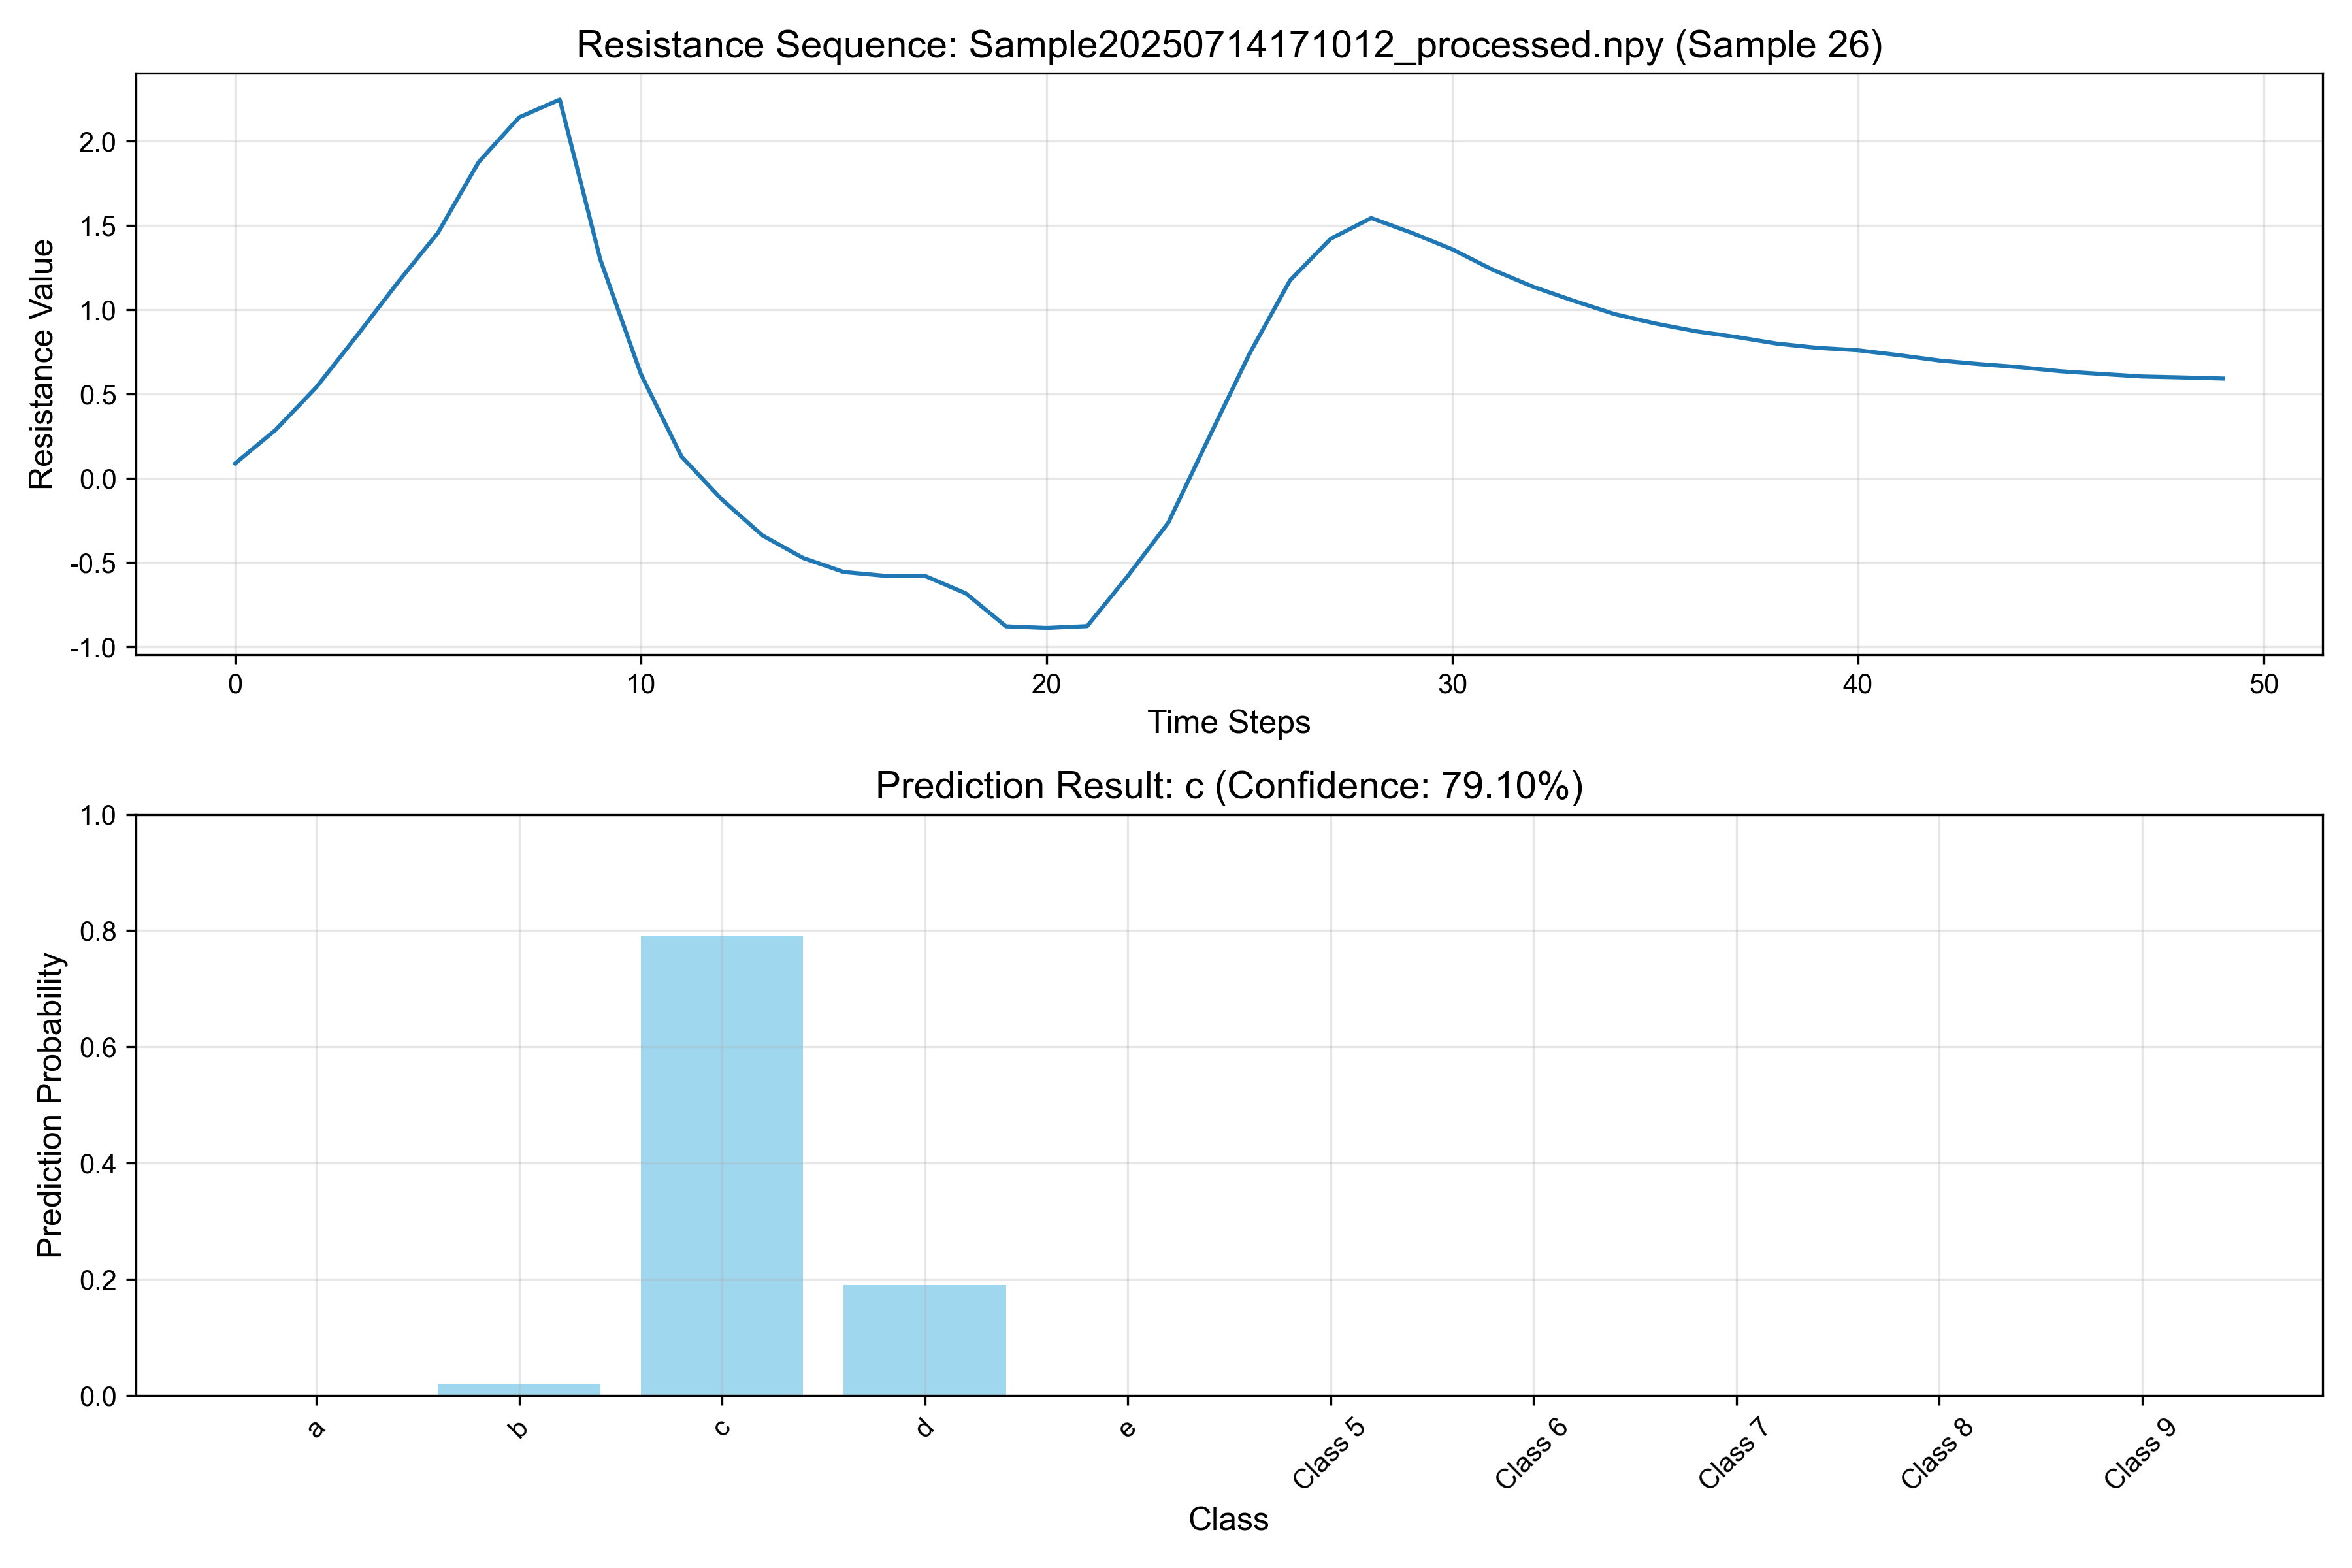 Resistance Sequence: Sample20250714171012_processed.npy (Sample 26)
Resistance Value
2.0
1.5
1.0
0.5
0.0
-0.5
-1.0
0 10 20 30 40 50
Time Steps
Prediction Result: c (Confidence: 79.10%)
Prediction Probability
1.0
0.8
0.6
0.4
0.2
0.0
a b c d e Class 5 Class 6 Class 7 Class 8 Class 9
Class